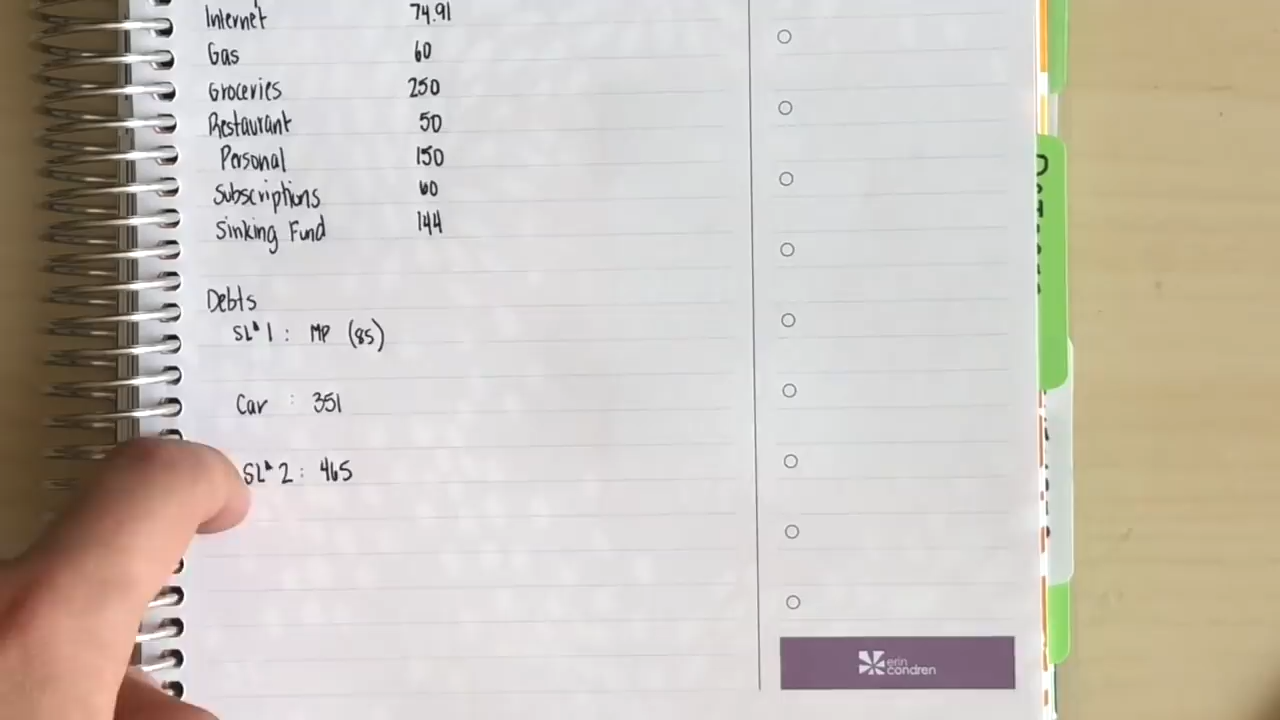 Internet 74.91
Gas 60
Groceries 250
Restaurant 50
Personal 150
Subscriptions 60
Sinking Fund 144
Debts
SL#1: MP (85)
Car : 351
SL#2: 465
erin
condren